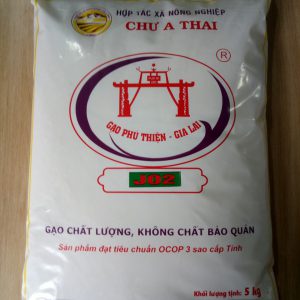 HỢP TÁC XÃ NÔNG NGHIỆP
CHƯ A THAI
®
GẠO PHÚ THIỆN - GIA LAI
J02
GẠO CHẤT LƯỢNG, KHÔNG CHẤT BẢO QUẢN
Sản phẩm đạt tiêu chuẩn OCOP 3 sao cấp Tỉnh
Khối lượng tịnh: 5 kg